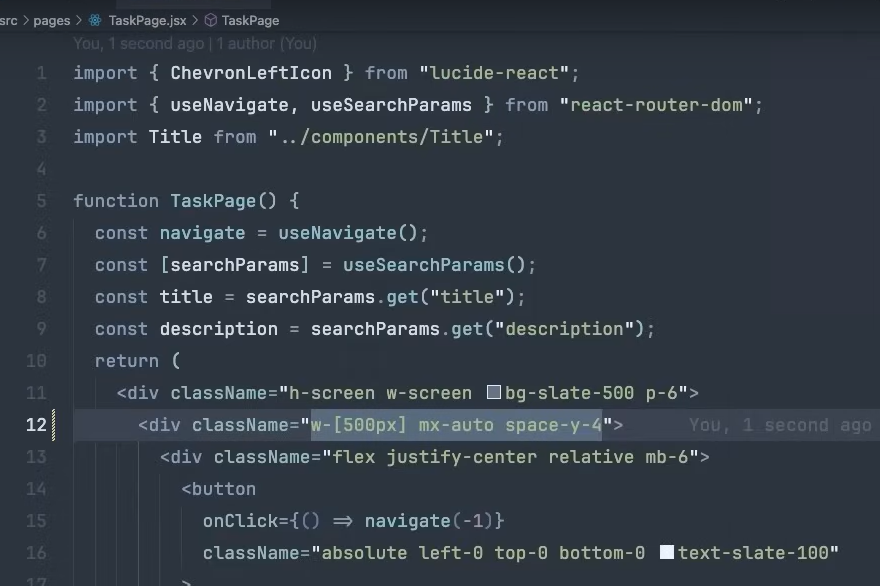 src > pages > TaskPage.jsx > TaskPage
You, 1 second ago | 1 author (You)
1 import { ChevronLeftIcon } from "lucide-react";
2 import { useNavigate, useSearchParams } from "react-router-dom";
3 import Title from "../components/Title";
4
5 function TaskPage() {
6 const navigate = useNavigate();
7 const [searchParams] = useSearchParams();
8 const title = searchParams.get("title");
9 const description = searchParams.get("description");
10 return (
11 <div className="h-screen w-screen bg-slate-500 p-6">
12 <div className="w-[500px] mx-auto space-y-4"> You, 1 second ago
13 <div className="flex justify-center relative mb-6">
14 <button
15 onClick={() => navigate(-1)}
16 className="absolute left-0 top-0 bottom-0 text-slate-100"
17 >